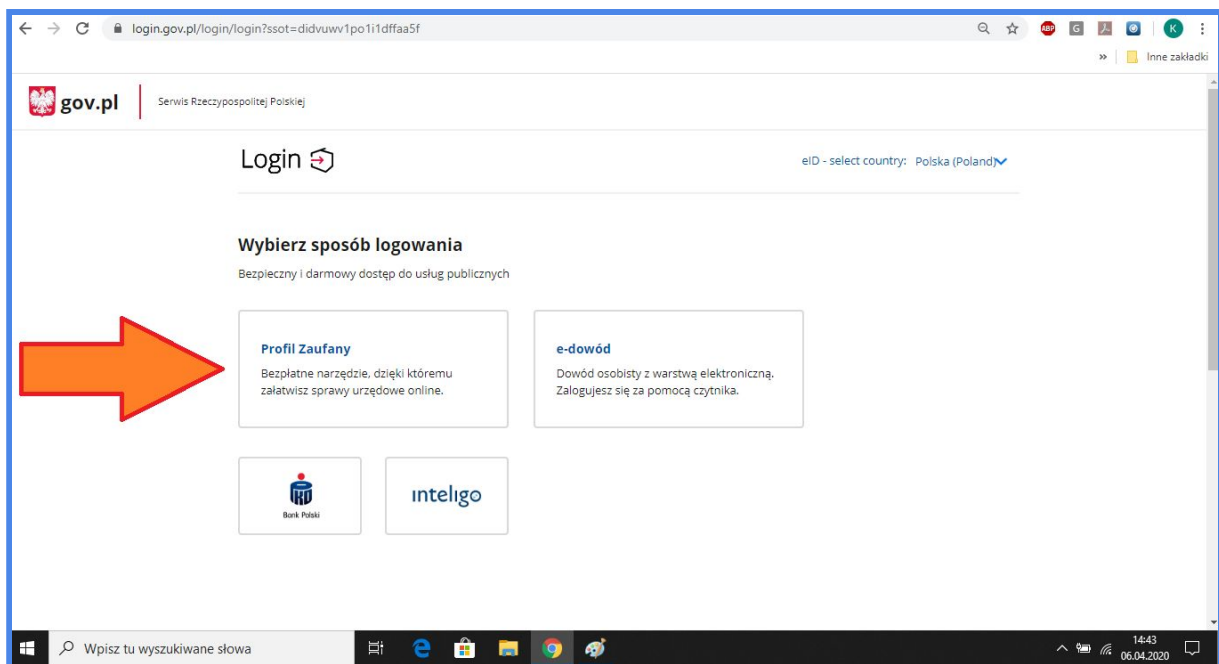 login.gov.pl/login/login?ssot=didvuwv1po1i1dffaa5f
ABP
G
K
» Inne zakładki
gov.pl
Serwis Rzeczypospolitej Polskiej
Login
eID - select country: Polska (Poland)
Wybierz sposób logowania
Bezpieczny i darmowy dostęp do usług publicznych
Profil Zaufany
Bezpłatne narzędzie, dzięki któremu
załatwisz sprawy urzędowe online.
e-dowód
Dowód osobisty z warstwą elektroniczną.
Zalogujesz się za pomocą czytnika.
PKO
Bank Polski
inteligo
Wpisz tu wyszukiwane słowa
14:43
06.04.2020